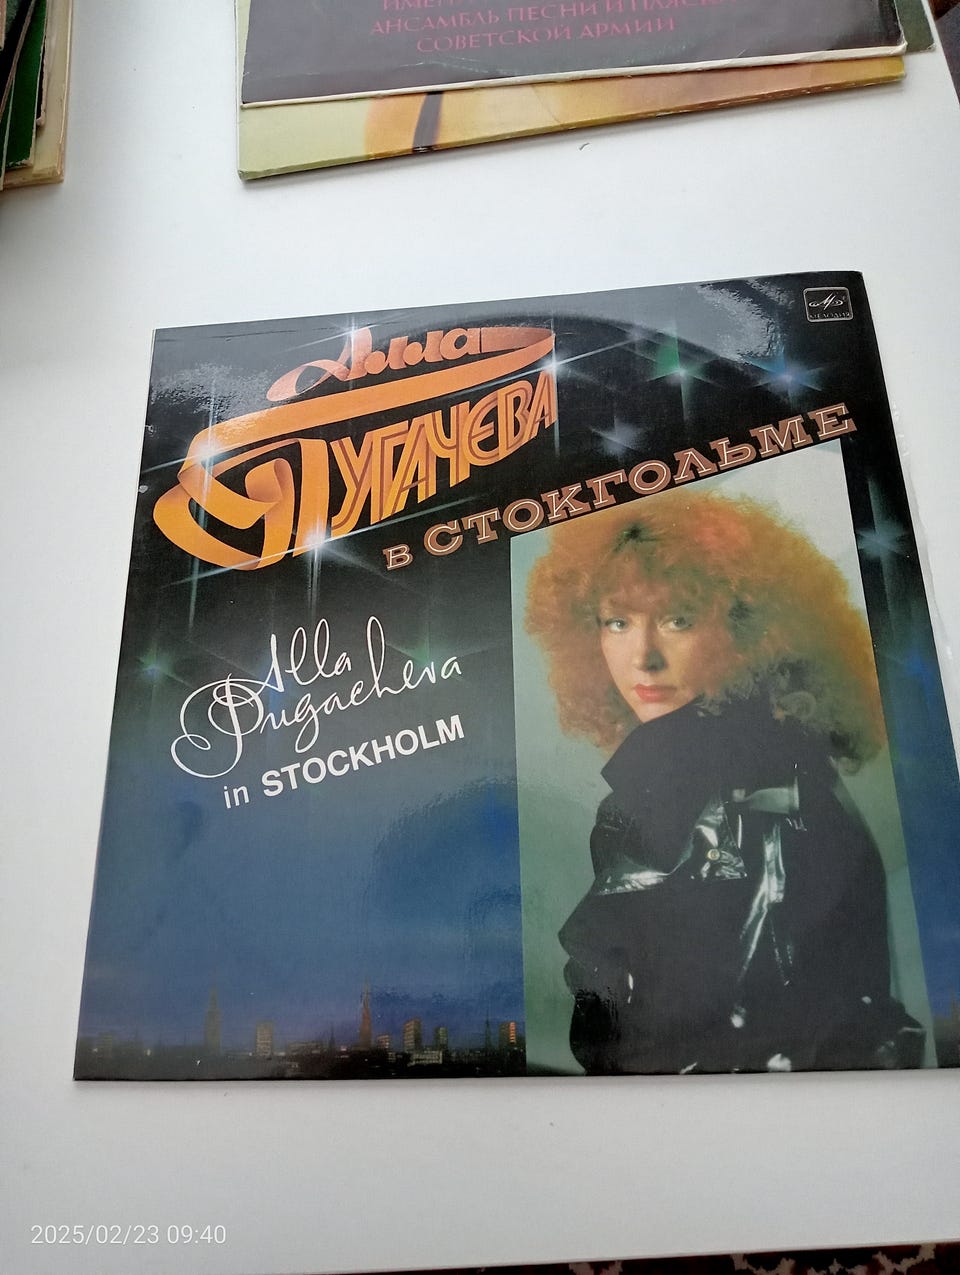 АНСАМБЛЬ ПЕСНИ И ПЛЯСКИ
СОВЕТСКОЙ АРМИИ
МЕЛОДИЯ
Алла
ПУГАЧЕВА
в СТОКГОЛЬМЕ
Alla
Pugacheva
in STOCKHOLM
2025/02/23 09:40